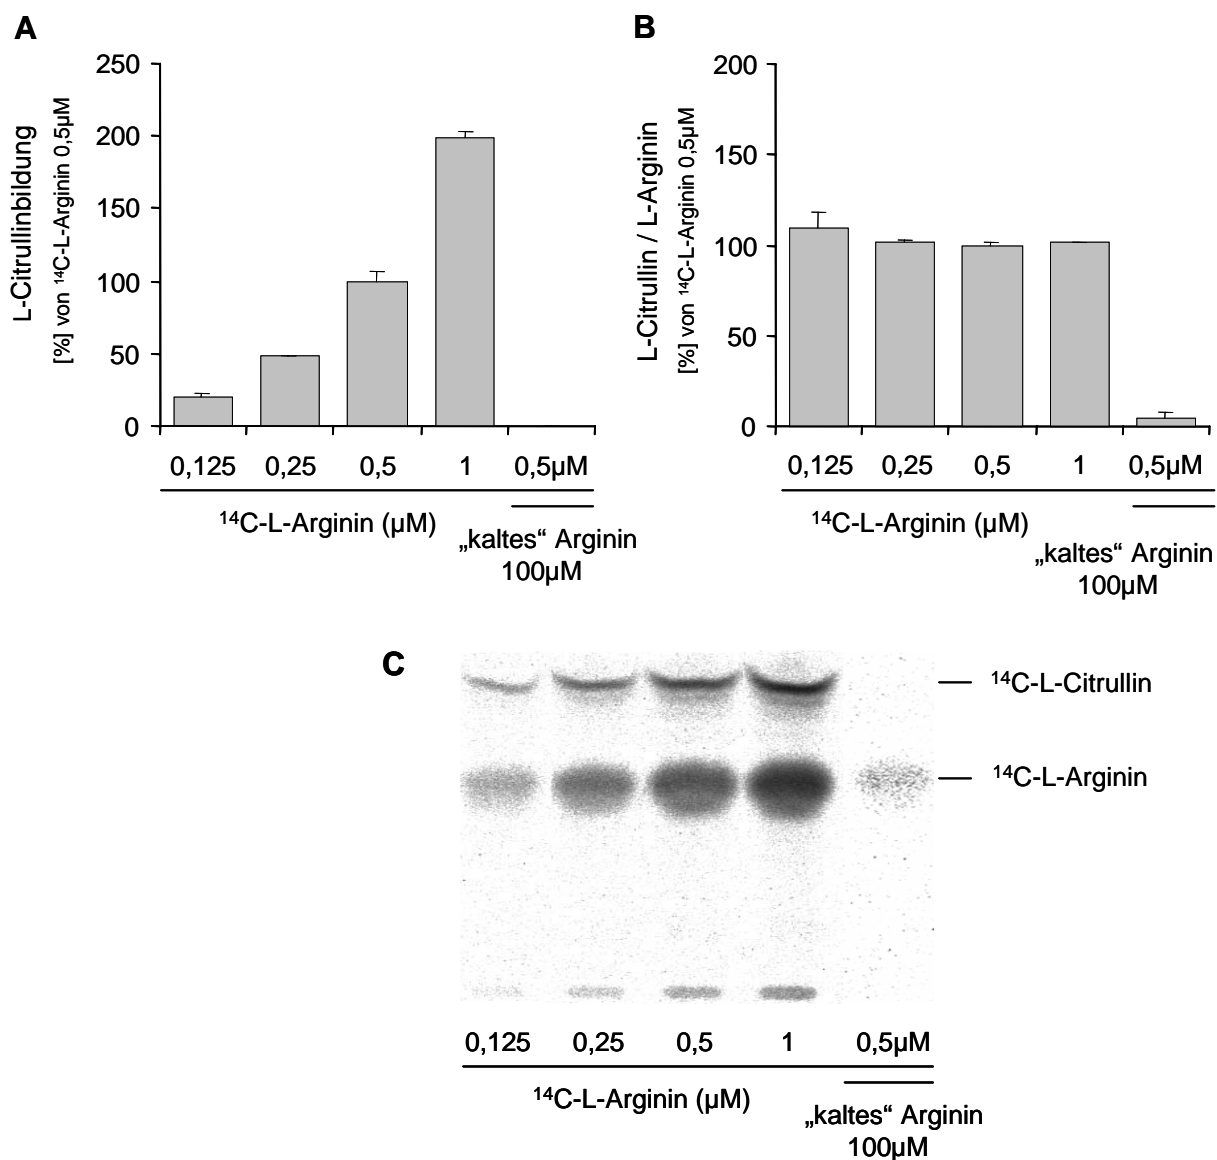 A
L-Citrullinbildung
[%] von ¹⁴C-L-Arginin 0,5µM
250
200
150
100
50
0
0,125 0,25 0,5 1 0,5µM
¹⁴C-L-Arginin (µM)
„kaltes“ Arginin
100µM
B
L-Citrullin / L-Arginin
[%] von ¹⁴C-L-Arginin 0,5µM
200
150
100
50
0
0,125 0,25 0,5 1 0,5µM
¹⁴C-L-Arginin (µM)
„kaltes“ Arginin
100µM
C
¹⁴C-L-Citrullin
¹⁴C-L-Arginin
0,125 0,25 0,5 1 0,5µM
¹⁴C-L-Arginin (µM)
„kaltes“ Arginin
100µM